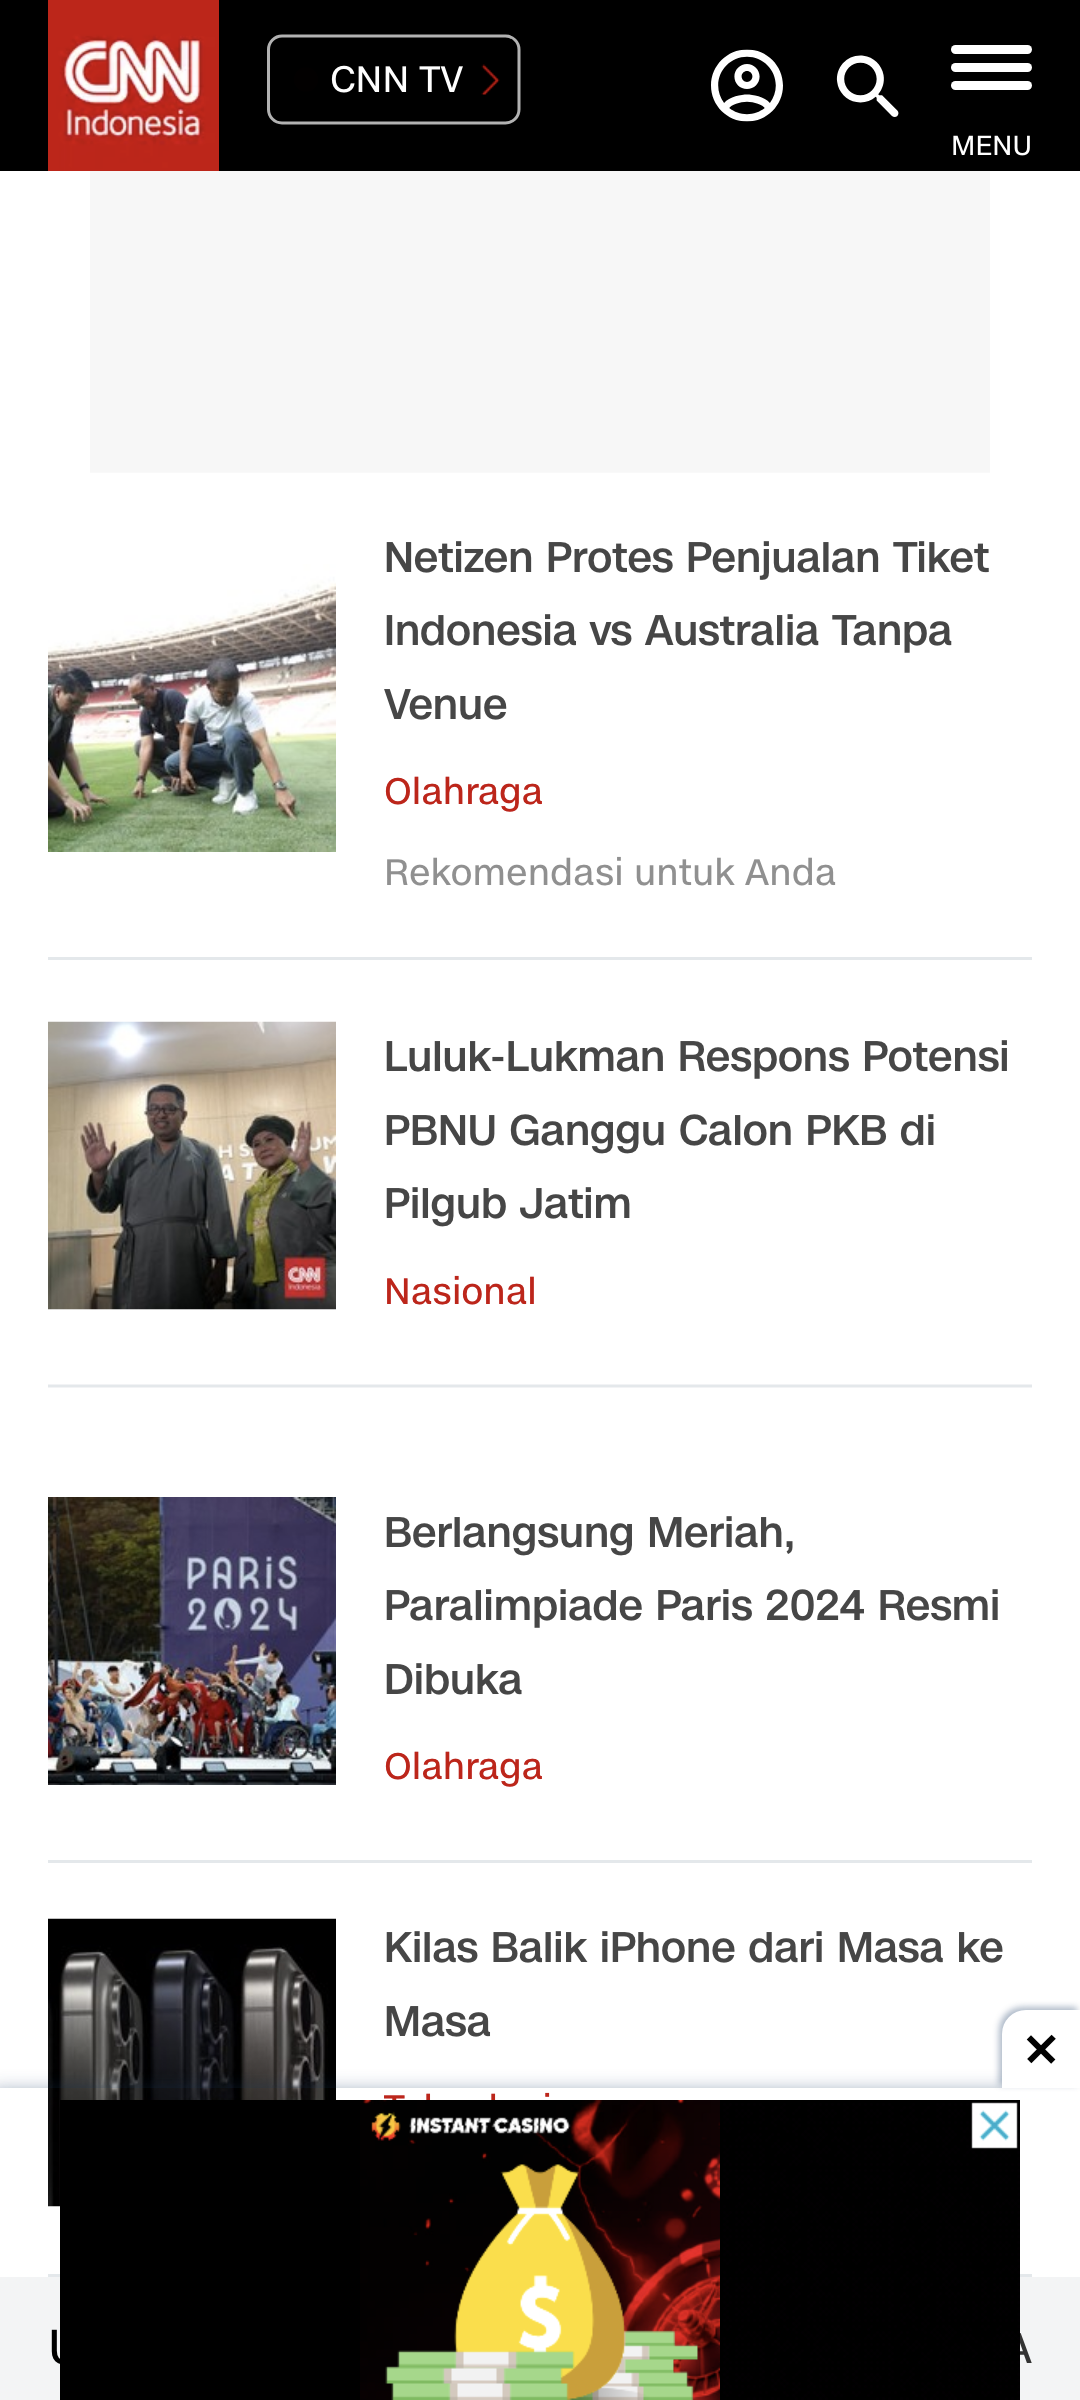 CNN
Indonesia
CNN TV
MENU
Netizen Protes Penjualan Tiket
Indonesia vs Australia Tanpa
Venue
Olahraga
Rekomendasi untuk Anda
Luluk-Lukman Respons Potensi
PBNU Ganggu Calon PKB di
Pilgub Jatim
Nasional
CNN
Indonesia
Berlangsung Meriah,
Paralimpiade Paris 2024 Resmi
Dibuka
Olahraga
PARIS
2024
Kilas Balik iPhone dari Masa ke
Masa
INSTANT CASINO
$